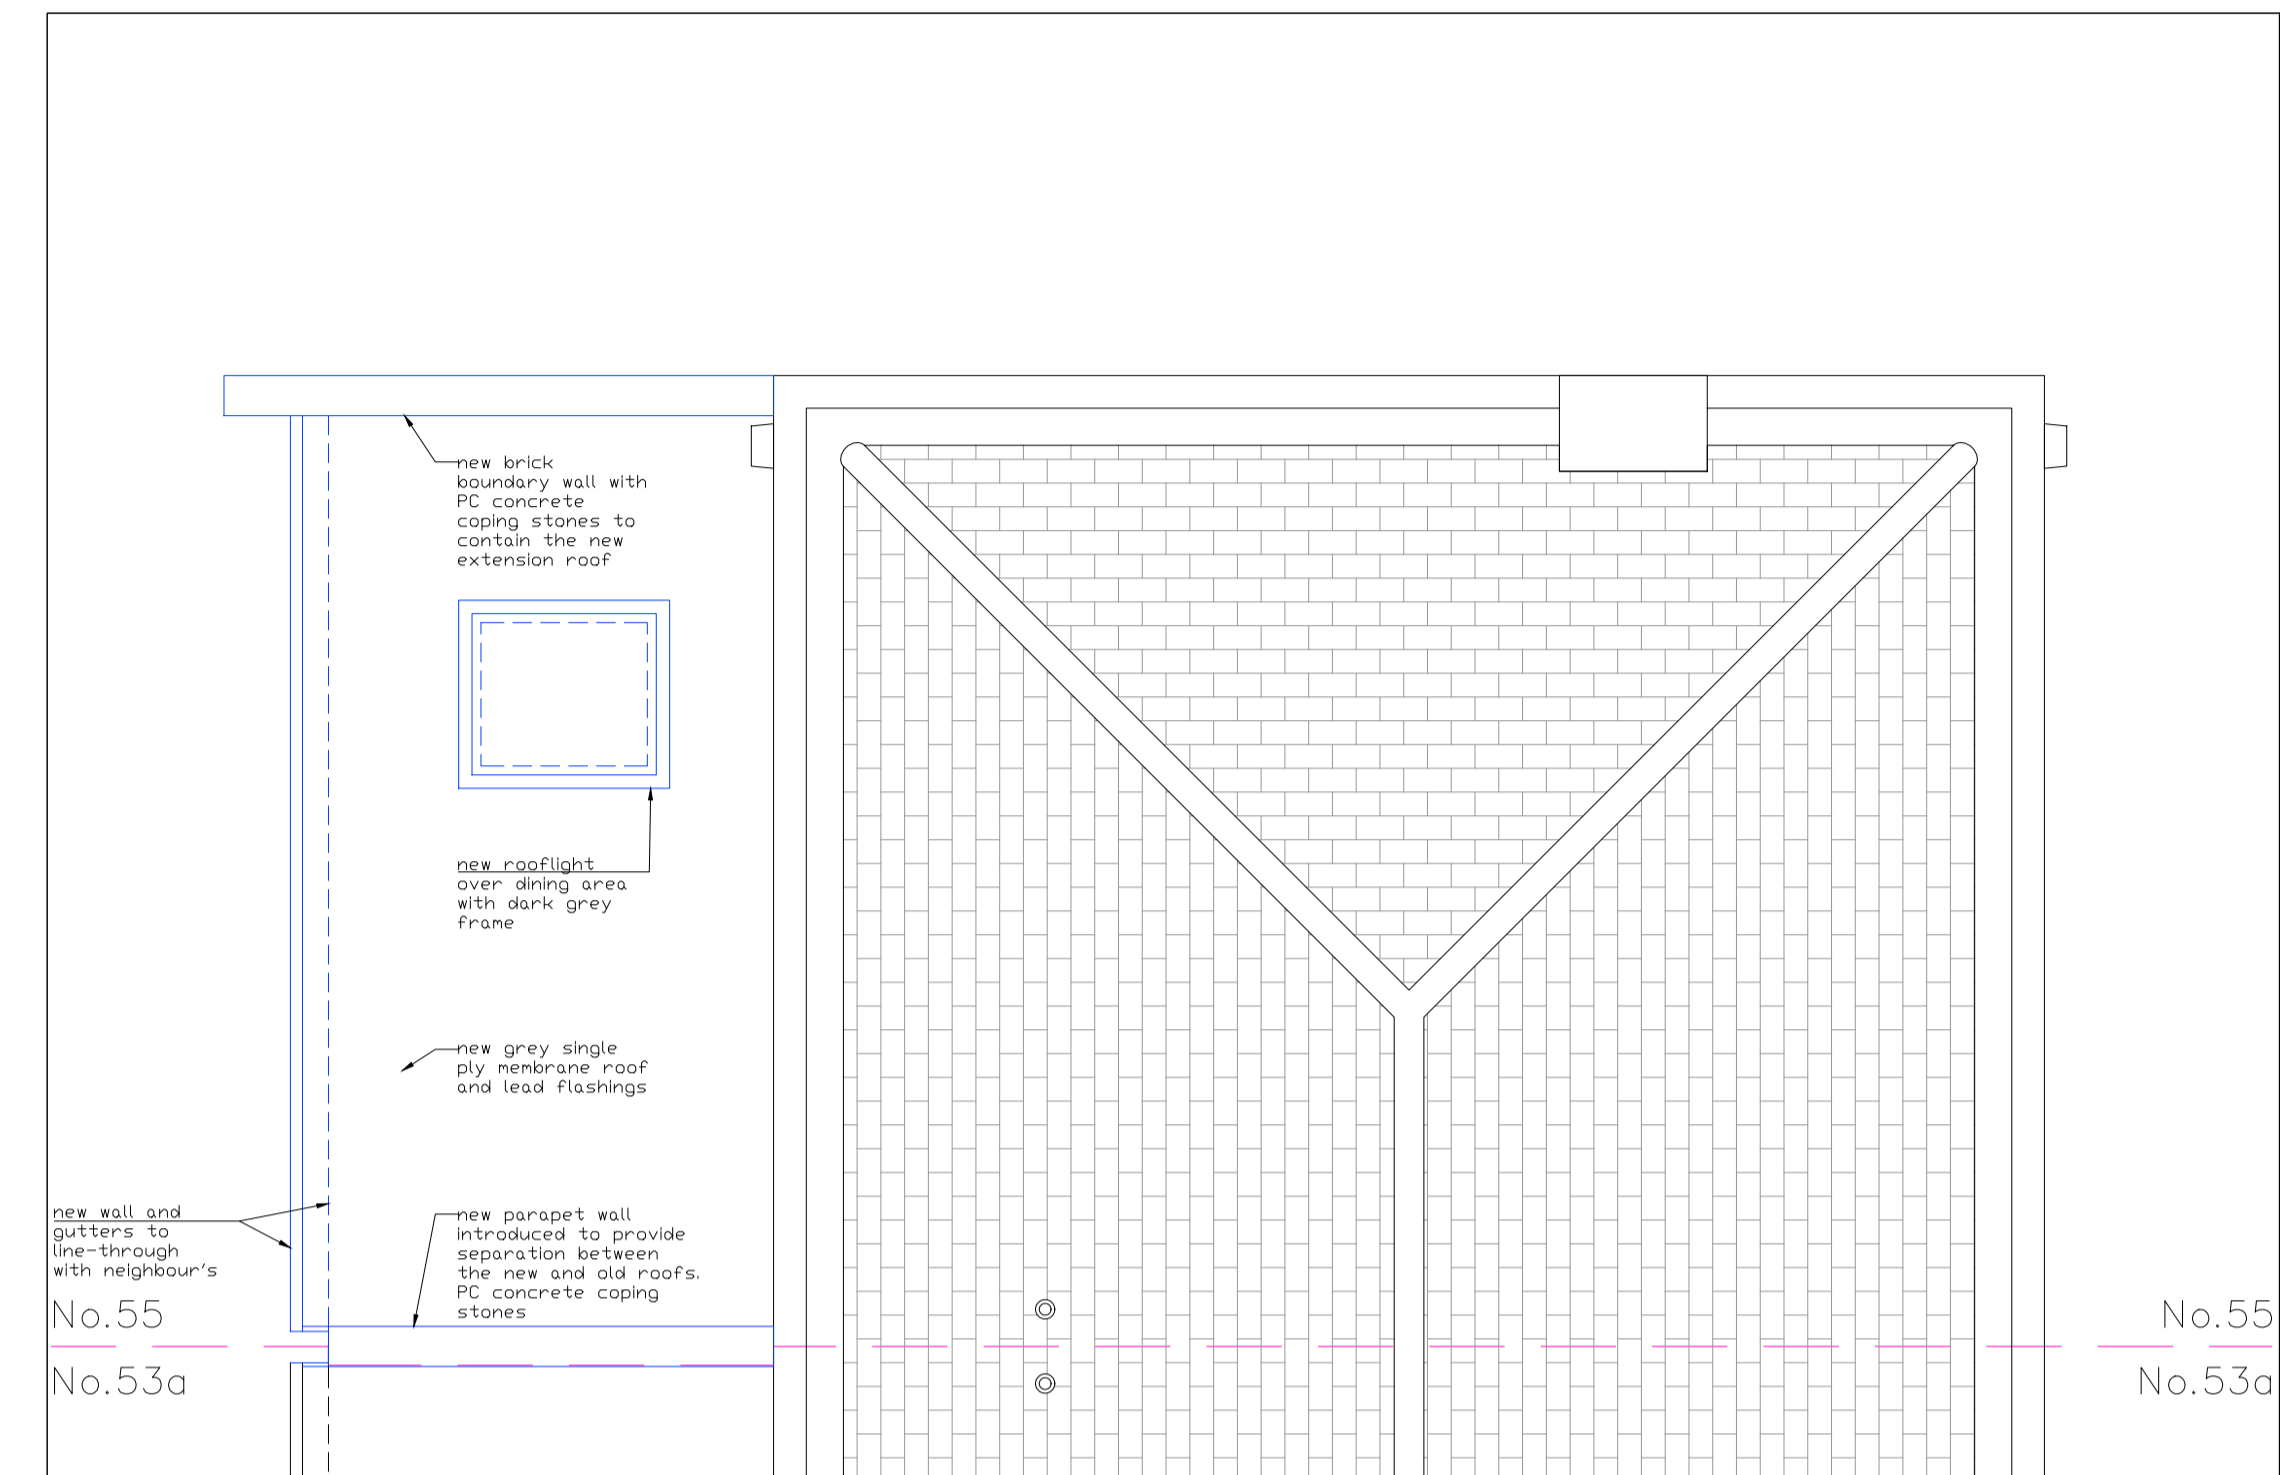 new brick
boundary wall with
PC concrete
coping stones to
contain the new
extension roof
new rooflight
over dining area
with dark grey
frame
new grey single
ply membrane roof
and lead flashings
new wall and
gutters to
line-through
with neighbour's
new parapet wall
introduced to provide
separation between
the new and old roofs.
PC concrete coping
stones
No.55
No.53a
No.55
No.53a